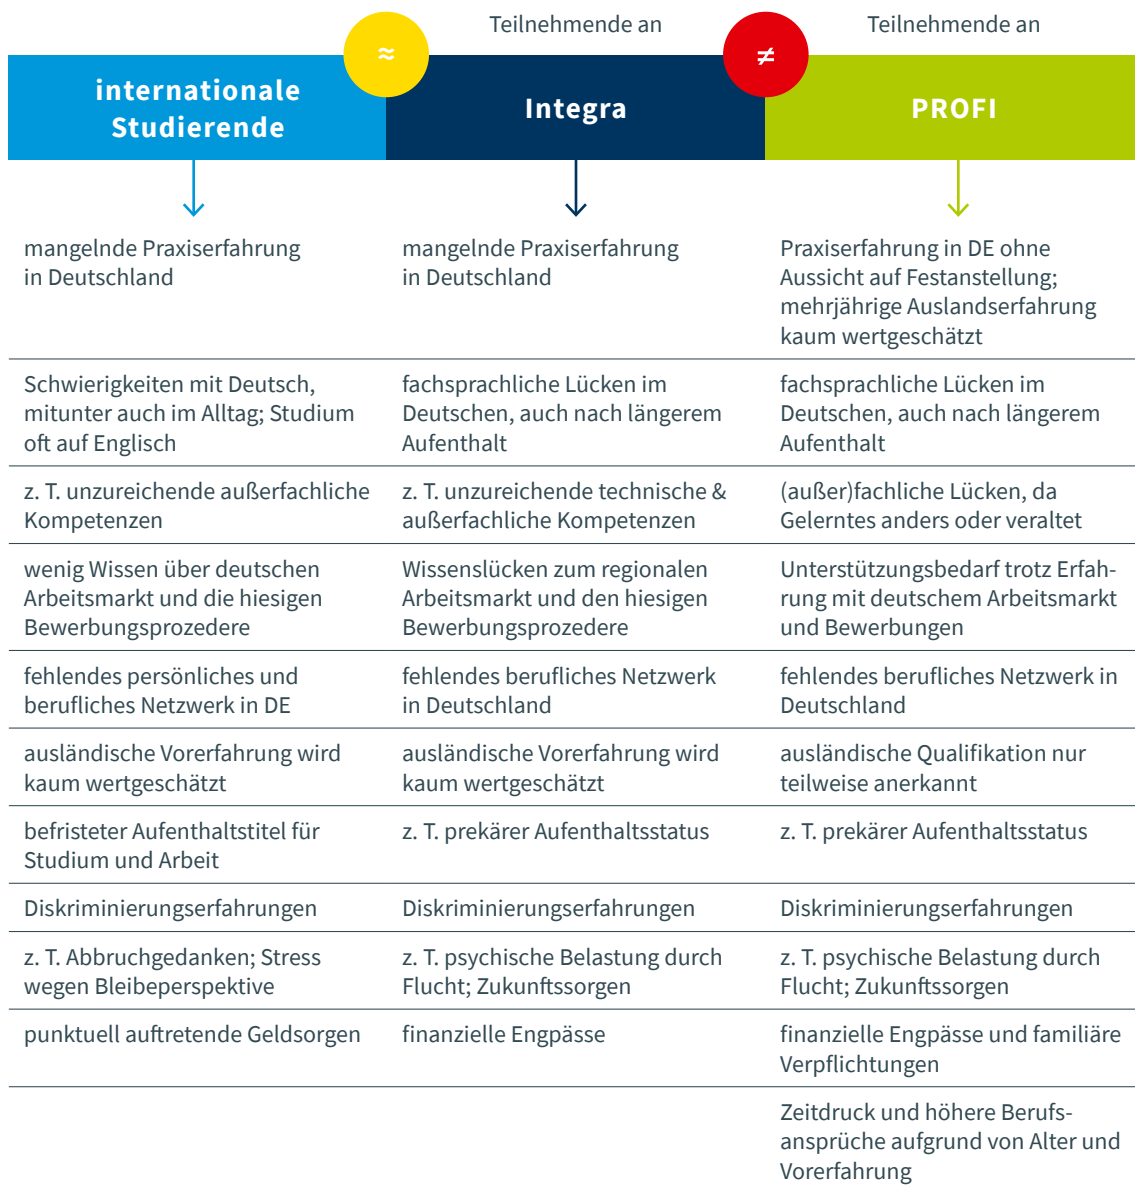 Teilnehmende an
Teilnehmende an
≈
≠
internationale
Studierende
Integra
PROFI
mangelnde Praxiserfahrung
in Deutschland
mangelnde Praxiserfahrung
in Deutschland
Praxiserfahrung in DE ohne
Aussicht auf Festanstellung;
mehrjährige Auslandserfahrung
kaum wertgeschätzt
Schwierigkeiten mit Deutsch,
mitunter auch im Alltag; Studium
oft auf Englisch
fachsprachliche Lücken im
Deutschen, auch nach längerem
Aufenthalt
fachsprachliche Lücken im
Deutschen, auch nach längerem
Aufenthalt
z. T. unzureichende außerfachliche
Kompetenzen
z. T. unzureichende technische &
außerfachliche Kompetenzen
(außer)fachliche Lücken, da
Gelerntes anders oder veraltet
wenig Wissen über deutschen
Arbeitsmarkt und die hiesigen
Bewerbungsprozedere
Wissenslücken zum regionalen
Arbeitsmarkt und den hiesigen
Bewerbungsprozedere
Unterstützungsbedarf trotz Erfah-
rung mit deutschem Arbeitsmarkt
und Bewerbungen
fehlendes persönliches und
berufliches Netzwerk in DE
fehlendes berufliches Netzwerk
in Deutschland
fehlendes berufliches Netzwerk in
Deutschland
ausländische Vorerfahrung wird
kaum wertgeschätzt
ausländische Vorerfahrung wird
kaum wertgeschätzt
ausländische Qualifikation nur
teilweise anerkannt
befristeter Aufenthaltstitel für
Studium und Arbeit
z. T. prekärer Aufenthaltsstatus
z. T. prekärer Aufenthaltsstatus
Diskriminierungserfahrungen
Diskriminierungserfahrungen
Diskriminierungserfahrungen
z. T. Abbruchgedanken; Stress
wegen Bleibeperspektive
z. T. psychische Belastung durch
Flucht; Zukunftssorgen
z. T. psychische Belastung durch
Flucht; Zukunftssorgen
punktuell auftretende Geldsorgen
finanzielle Engpässe
finanzielle Engpässe und familiäre
Verpflichtungen
Zeitdruck und höhere Berufs-
ansprüche aufgrund von Alter und
Vorerfahrung